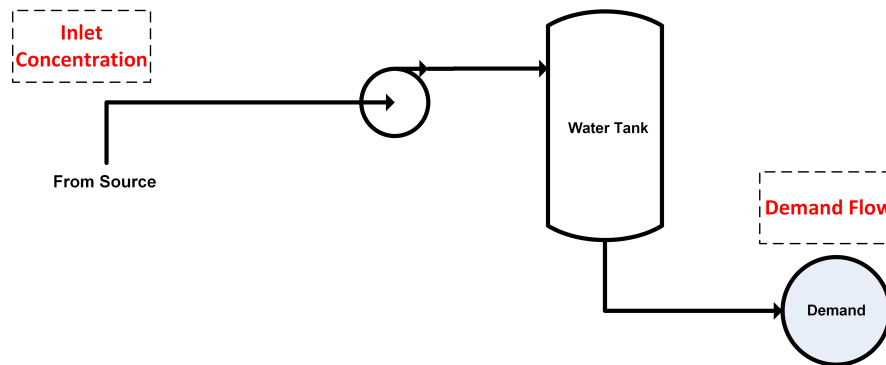 Inlet
Concentration
Water Tank
From Source
Demand Flow
Demand